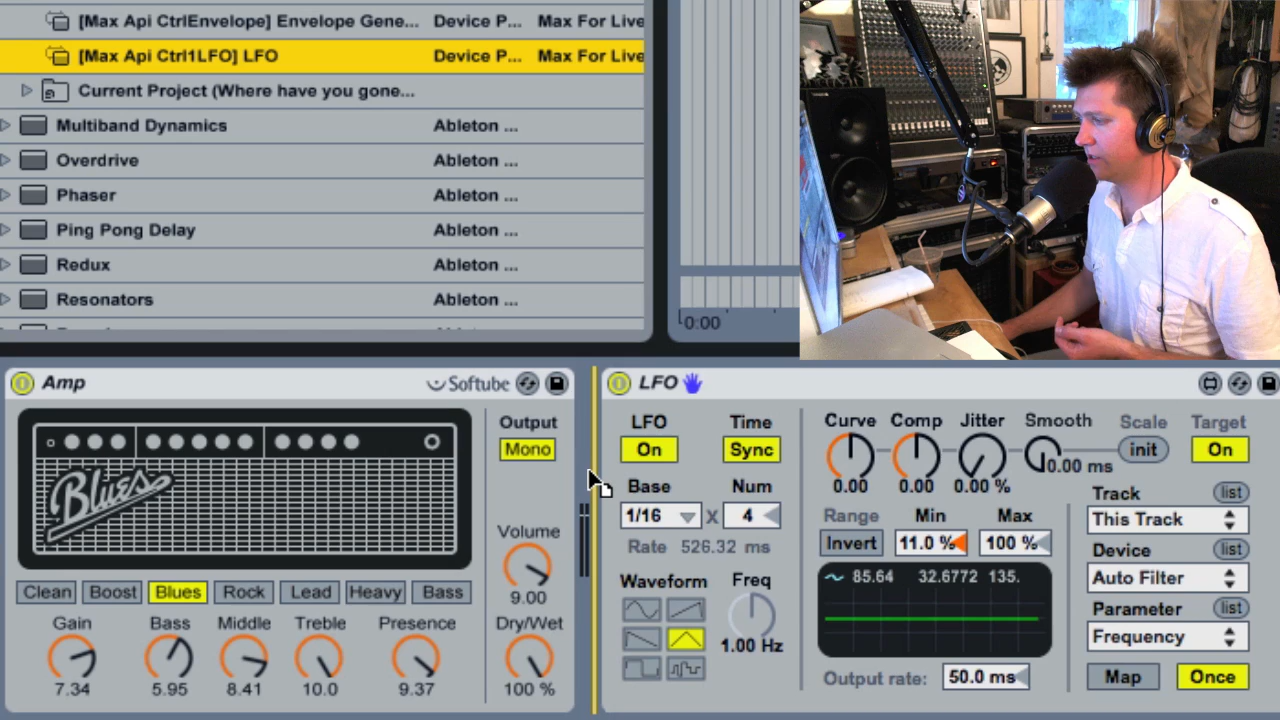 [Max Api CtrlEnvelope] Envelope Gene... Device P... Max For Live
[Max Api Ctrl1LFO] LFO Device P... Max For Live
Current Project (Where have you gone...
Multiband Dynamics Ableton ...
Overdrive Ableton ...
Phaser Ableton ...
Ping Pong Delay Ableton ...
Redux Ableton ...
Resonators Ableton ...
0:00
Amp Softube
Blues
Output
Mono
Volume
9.00
Clean Boost Blues Rock Lead Heavy Bass
Gain Bass Middle Treble Presence Dry/Wet
7.34 5.95 8.41 10.0 9.37 100 %
LFO
LFO Time
On Sync
Base Num
1/16 x 4
Rate 526.32 ms
Waveform Freq
1.00 Hz
Curve Comp Jitter Smooth Scale Target
init On
0.00 0.00 0.00 % 0.00 ms
Range Min Max
Invert 11.0 % 100 %
85.64 32.6772 135.
Output rate: 50.0 ms
Track list
This Track
Device list
Auto Filter
Parameter list
Frequency
Map Once